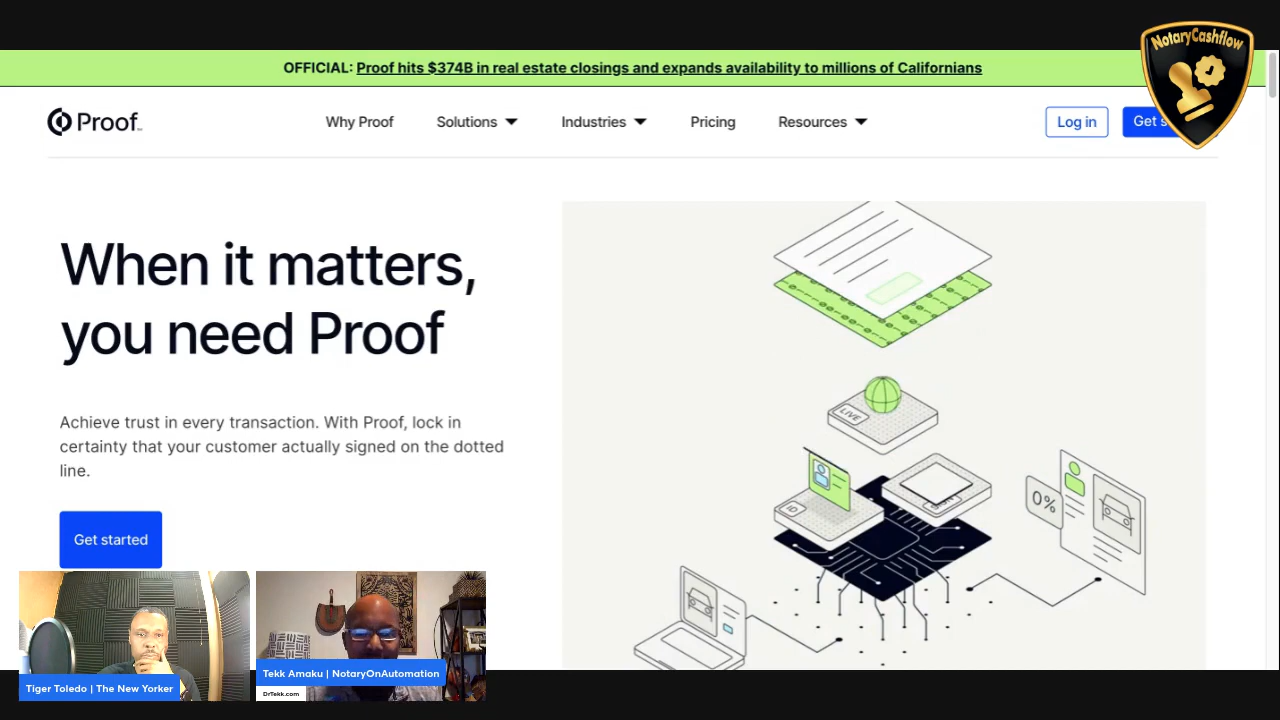 NotaryCashflow
OFFICIAL: Proof hits $374B in real estate closings and expands availability to millions of Californians
Proof
Why Proof
Solutions
Industries
Pricing
Resources
Log in
Get s
When it matters,
you need Proof
Achieve trust in every transaction. With Proof, lock in
certainty that your customer actually signed on the dotted
line.
Get started
LIVE
ID
0%
Tiger Toledo | The New Yorker
Tekk Amaku | NotaryOnAutomation
DrTekk.com